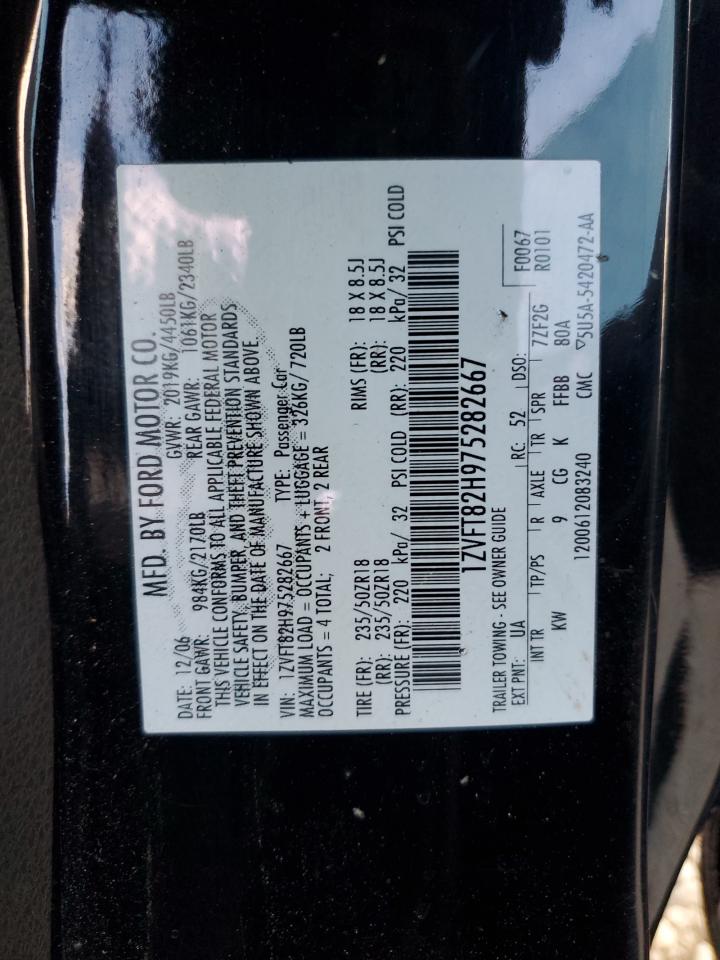 MFD. BY FORD MOTOR CO.
DATE: 12/06 GVWR: 2019KG/4450LB
FRONT GAWR: 984KG/2170LB REAR GAWR: 1061KG/2340LB
THIS VEHICLE CONFORMS TO ALL APPLICABLE FEDERAL MOTOR
VEHICLE SAFETY, BUMPER, AND THEFT PREVENTION STANDARDS
IN EFFECT ON THE DATE OF MANUFACTURE SHOWN ABOVE.
VIN: 1ZVFT82H975282667 TYPE: Passenger Car
MAXIMUM LOAD = OCCUPANTS + LUGGAGE = 326KG/ 720LB
OCCUPANTS = 4 TOTAL; 2 FRONT, 2 REAR
TIRE (FR): 235/50ZR18 RIMS (FR): 18 X 8.5J
(RR): 235/50ZR18 (RR): 18 X 8.5J
PRESSURE (FR): 220 kPa/ 32 PSI COLD (RR): 220 kPa/ 32 PSI COLD
1ZVFT82H975282667
TRAILER TOWING - SEE OWNER GUIDE F0067
EXT PNT: UA RC: 52 DSO: R0101
INT TR TP/PS R AXLE TR SPR 7ZF2G
KW 9 CG K FFBB 80A
1200612083240 CMC ▽5U5A-5420472-AA